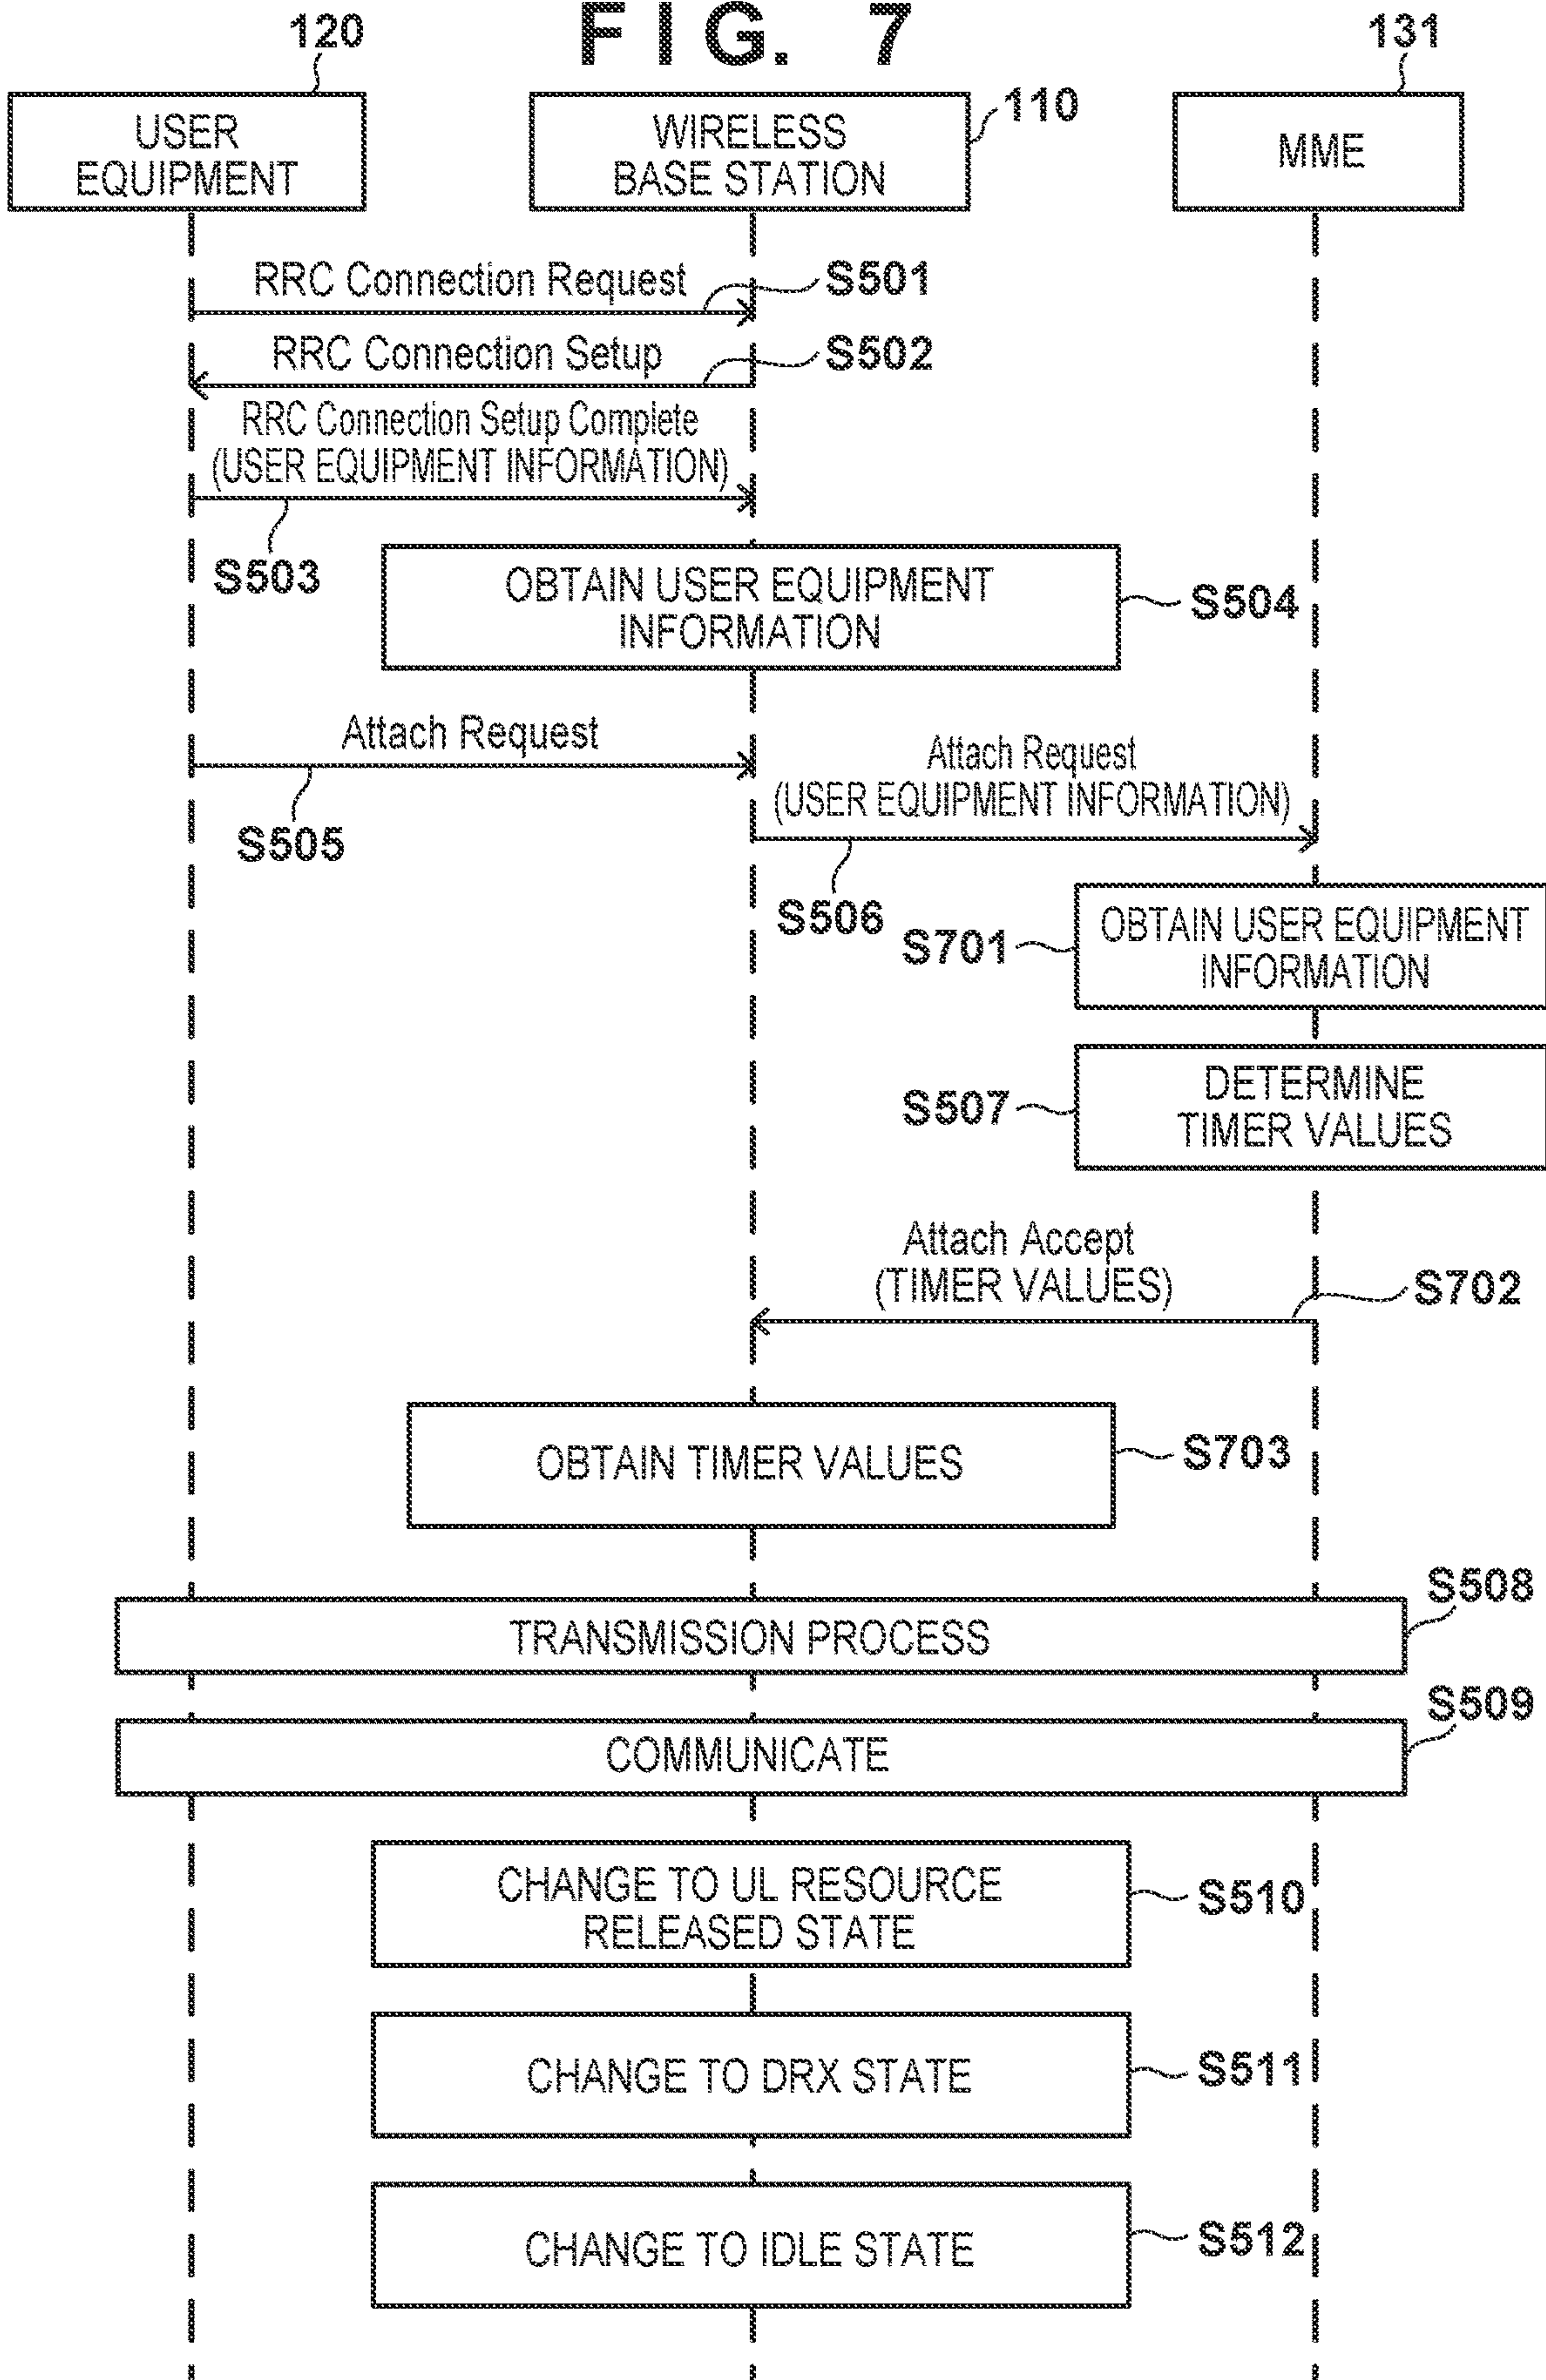 FIG. 7
120
110
131
USER
EQUIPMENT
WIRELESS
BASE STATION
MME
RRC Connection Request
S501
RRC Connection Setup
S502
RRC Connection Setup Complete
(USER EQUIPMENT INFORMATION)
S503
OBTAIN USER EQUIPMENT
INFORMATION
S504
Attach Request
S505
Attach Request
(USER EQUIPMENT INFORMATION)
S506
S701
OBTAIN USER EQUIPMENT
INFORMATION
S507
DETERMINE
TIMER VALUES
Attach Accept
(TIMER VALUES)
S702
OBTAIN TIMER VALUES
S703
S508
TRANSMISSION PROCESS
S509
COMMUNICATE
CHANGE TO UL RESOURCE
RELEASED STATE
S510
CHANGE TO DRX STATE
S511
CHANGE TO IDLE STATE
S512